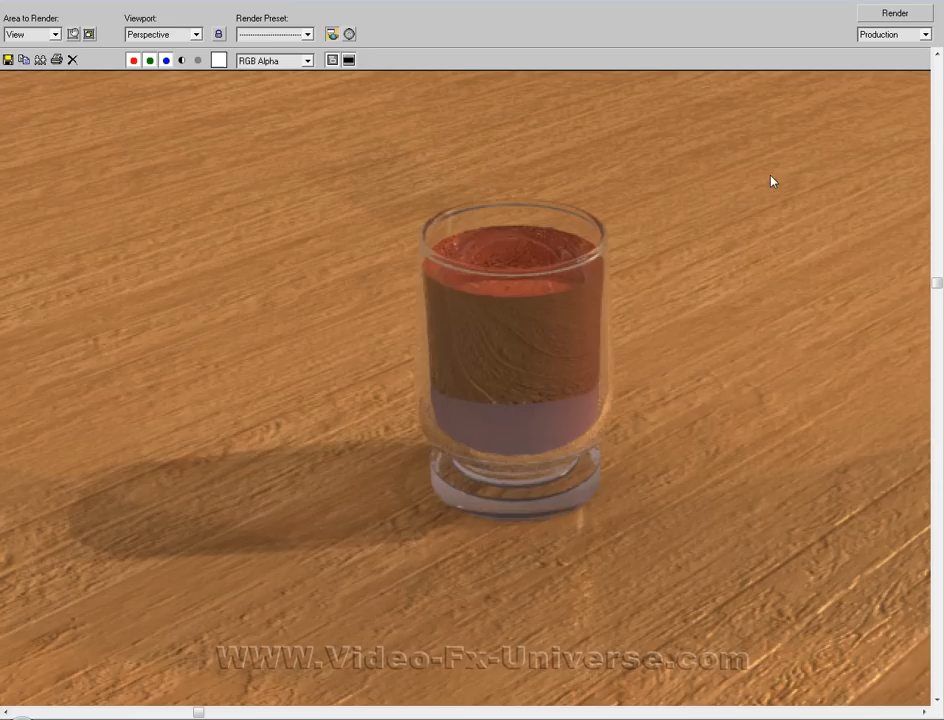 Area to Render:
Viewport:
Render Preset:
Render
View
Perspective
Production
RGB Alpha
www.Video-Fx-Universe.com